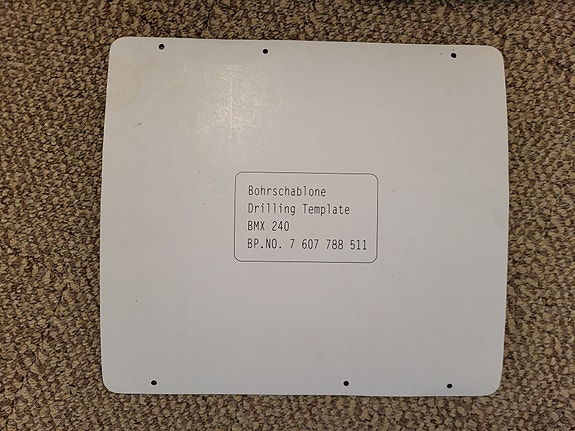 Bohrschablone
Drilling Template
BMX 240
BP.NO. 7 607 788 511